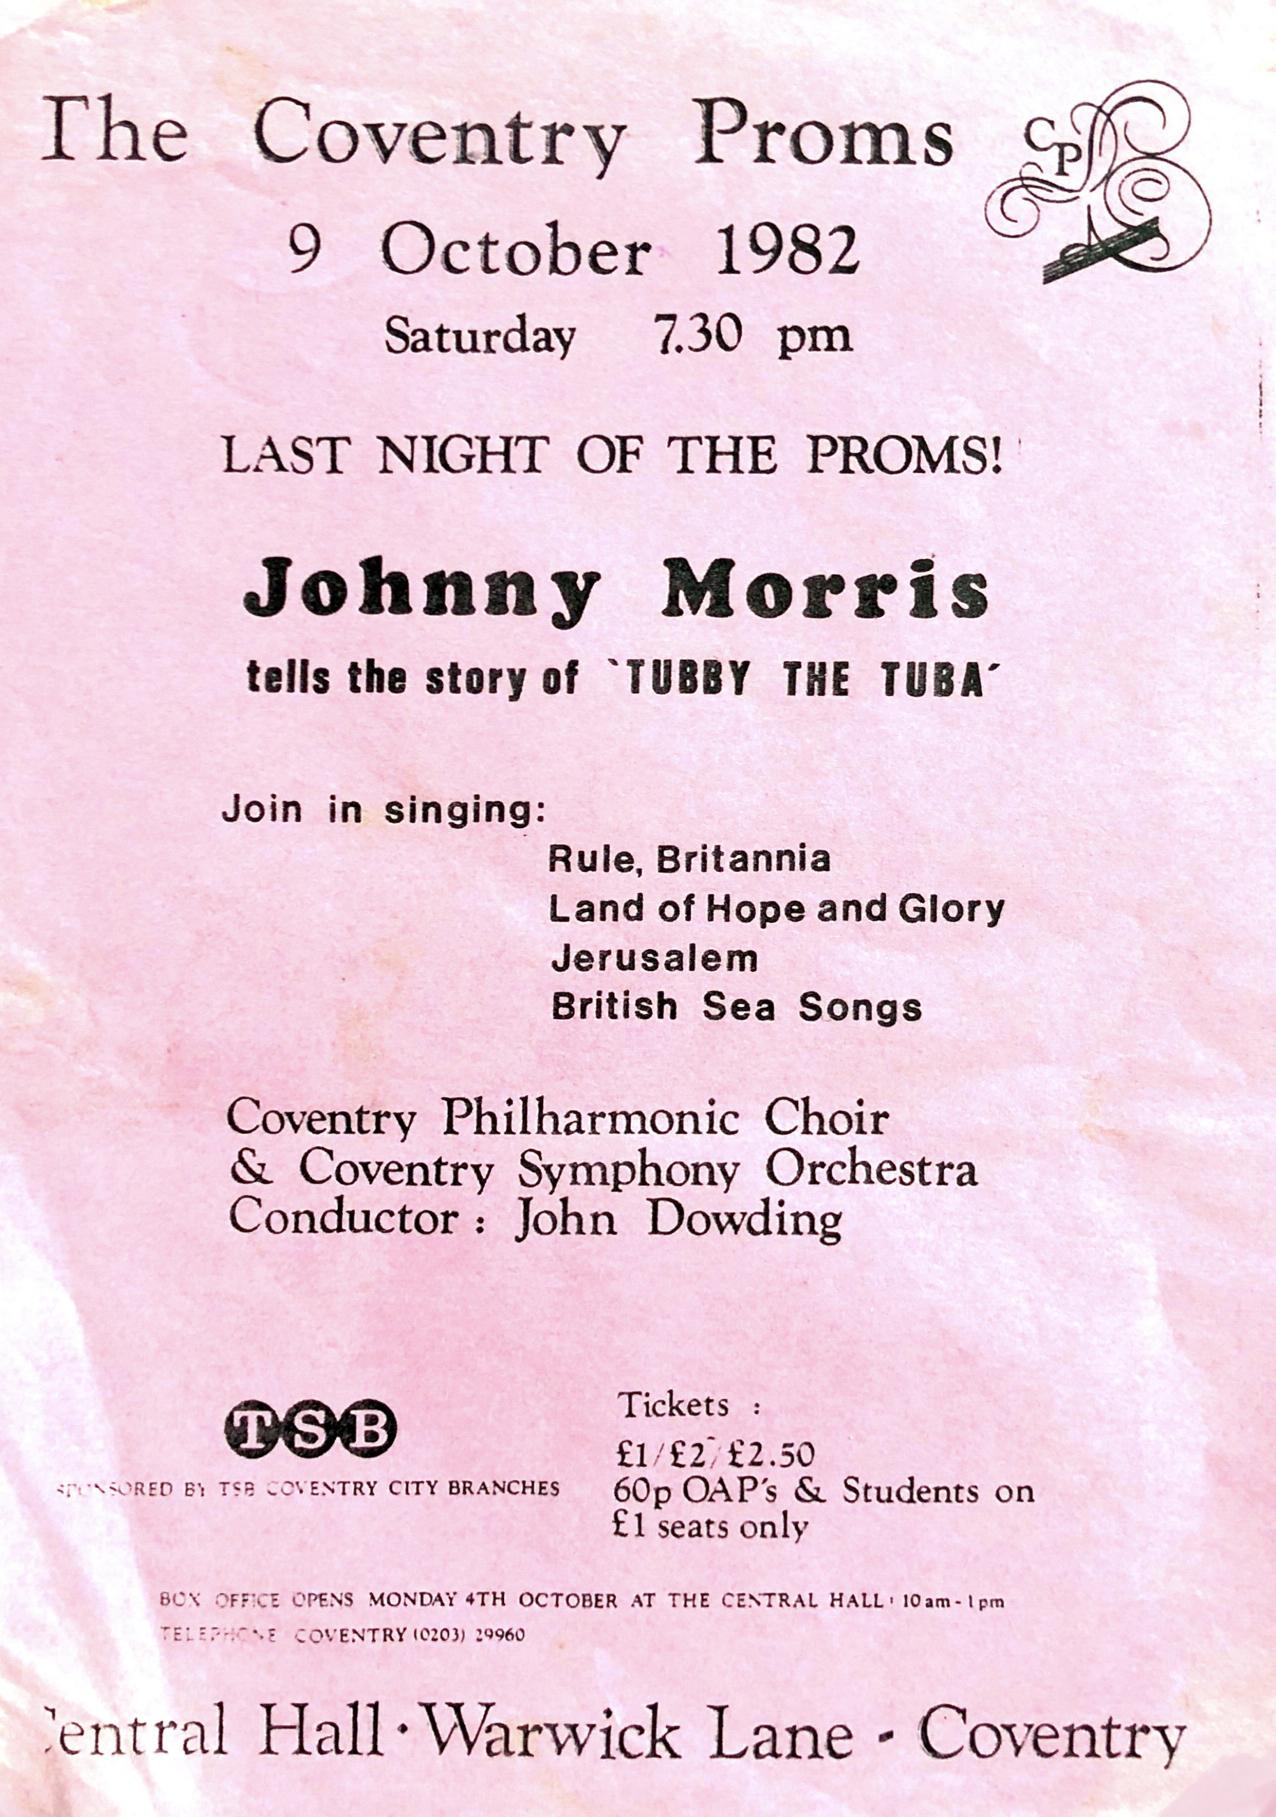 The Coventry Proms
CP
9 October 1982
Saturday 7.30 pm
LAST NIGHT OF THE PROMS!
Johnny Morris
tells the story of `TUBBY THE TUBA´
Join in singing:
Rule, Britannia
Land of Hope and Glory
Jerusalem
British Sea Songs
Coventry Philharmonic Choir
& Coventry Symphony Orchestra
Conductor : John Dowding
TSB
SPONSORED BY TSB COVENTRY CITY BRANCHES
Tickets :
£1/£2/£2.50
60p OAP's & Students on
£1 seats only
BOX OFFICE OPENS MONDAY 4TH OCTOBER AT THE CENTRAL HALL · 10am-1pm
TELEPHONE COVENTRY (0203) 29960
Central Hall · Warwick Lane - Coventry